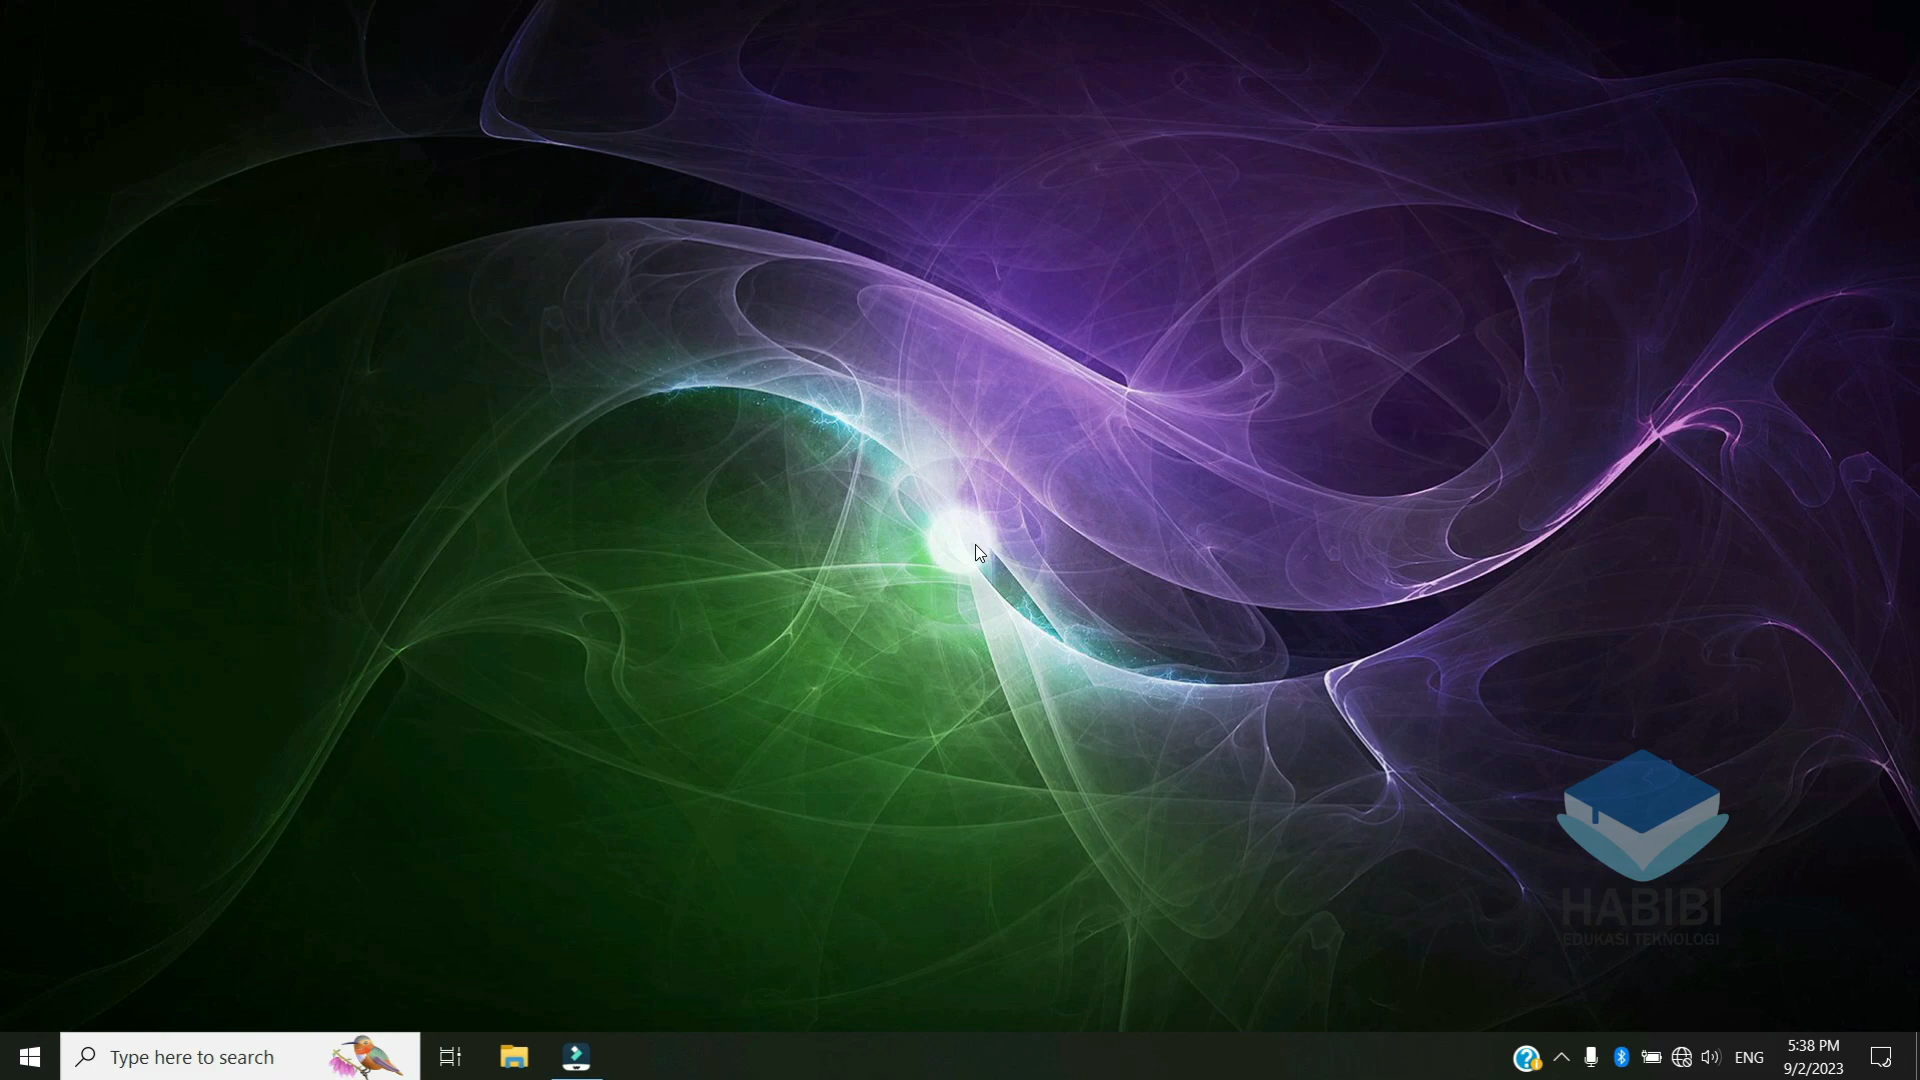 HABIBI
EDUKASI TEKNOLOGI
Type here to search
ENG
5:38 PM
9/2/2023